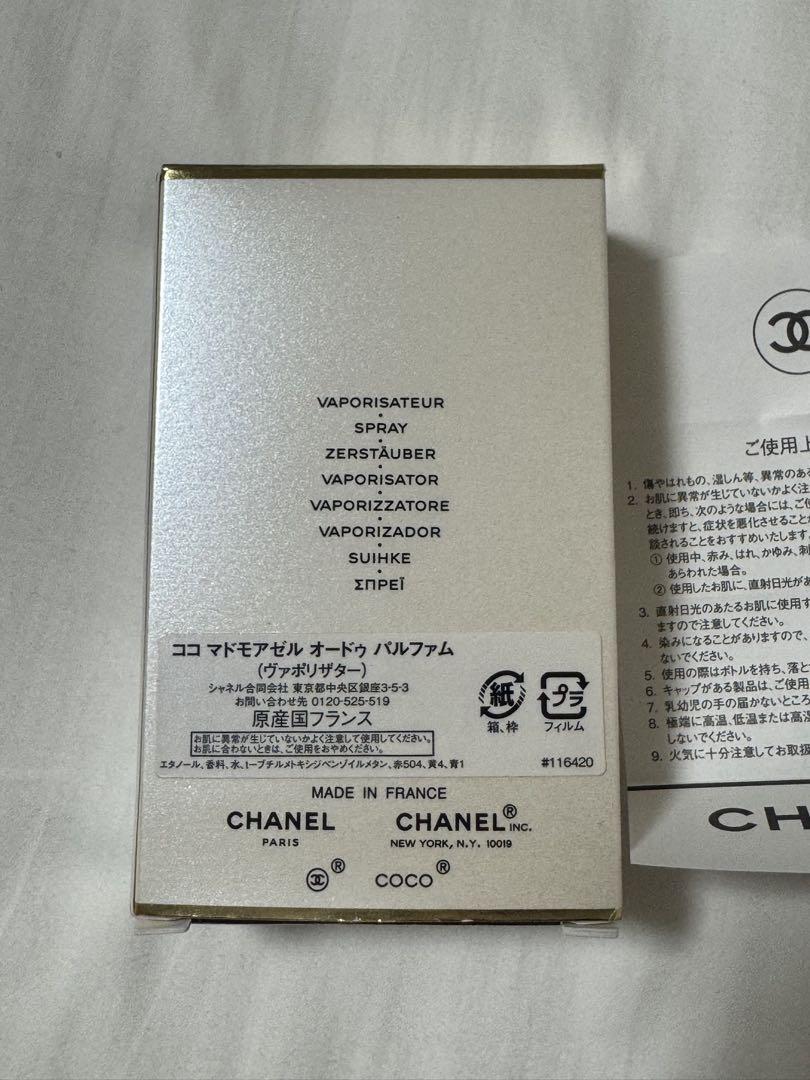 VAPORISATEUR
SPRAY
ZERSTÄUBER
VAPORISATOR
VAPORIZZATORE
VAPORIZADOR
SUIHKE
ΣΠΡΕΪ
ココ マドモアゼル オードゥ パルファム
(ヴァポリザター)
シャネル合同会社 東京都中央区銀座3-5-3
お問い合わせ先 0120-525-519
原産国フランス
お肌に異常が生じていないかよく注意して使用してください。
お肌に合わないときは、ご使用をおやめください。
エタノール、香料、水、t-ブチルメトキシジベンゾイルメタン、赤504、黄4、青1
紙
箱、枠
プラ
フィルム
#116420
MADE IN FRANCE
CHANEL
PARIS
CHANEL® INC.
NEW YORK, N.Y. 10019
®
COCO®
ご使用上
1. 傷やはれもの、湿しん等、異常のあ
2. お肌に異常が生じていないかよく注
とき、即ち、次のような場合には、ご使
続けますと、症状を悪化させること
談されることをおすすめいたします。
① 使用中、赤み、はれ、かゆみ、刺
あらわれた場合。
② 使用したお肌に、直射日光が
3. 直射日光のあたるお肌に使用す
ますので注意してください。
4. 染みになることがありますので、
ないでください。
5. 使用の際はボトルを持ち、落と
6. キャップがある製品は、ご使用
7. 乳幼児の手の届かないところ
8. 極端に高温、低温または高湿
しないでください。
9. 火気に十分注意してお取扱
CH